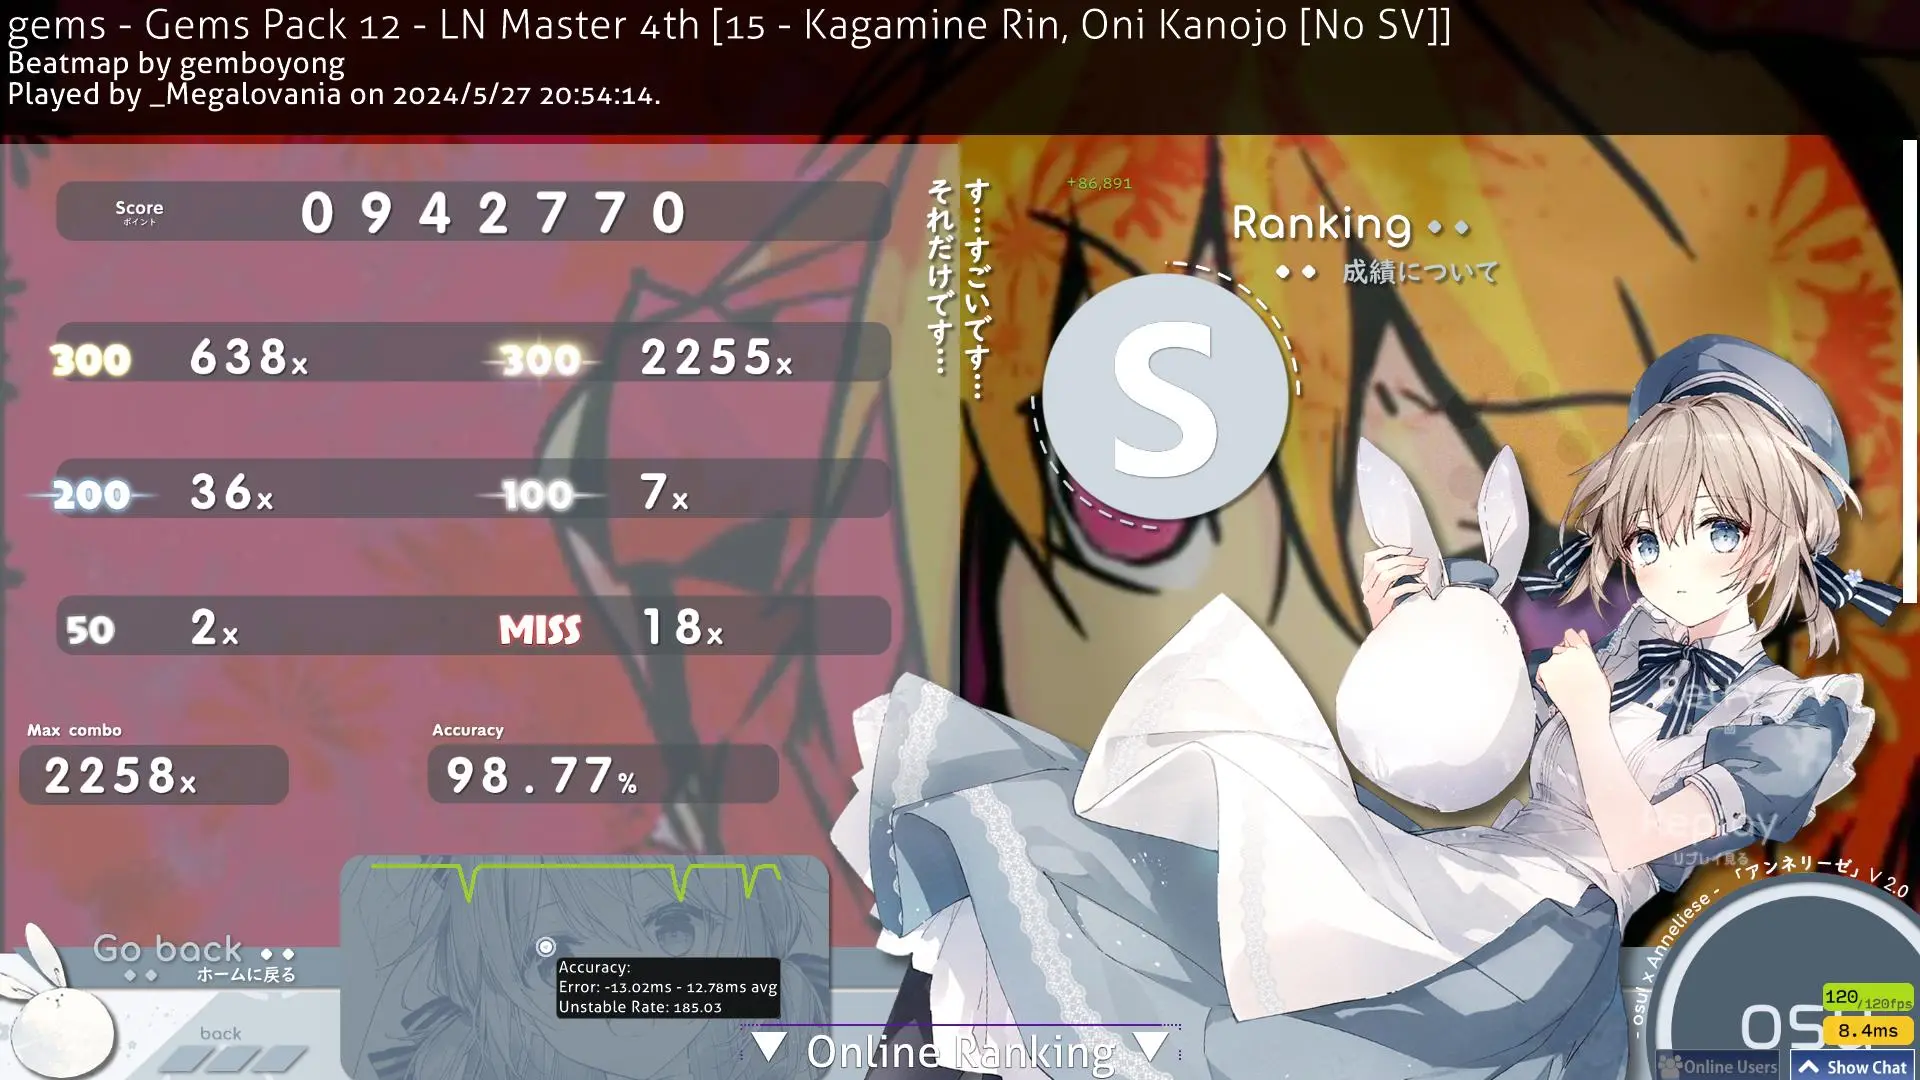 gems - Gems Pack 12 - LN Master 4th [15 - Kagamine Rin, Oni Kanojo [No SV]]
Beatmap by gemboyong
Played by _Megalovania on 2024/5/27 20:54:14.
Score
ポイント
0942770
+86,891
す…すごいです…
それだけです…
Ranking
成績について
S
300 638x 300 2255x
200 36x 100 7x
50 2x MISS 18x
Max combo
2258x
Accuracy
98.77%
Replay
リプレイ見る
- osu! x Anneliese - 「アンネリーゼ」 V 2.0
Go back
ホームに戻る
back
Accuracy:
Error: -13.02ms - 12.78ms avg
Unstable Rate: 185.03
Online Ranking
osu
120/120fps
8.4ms
Online Users
Show Chat